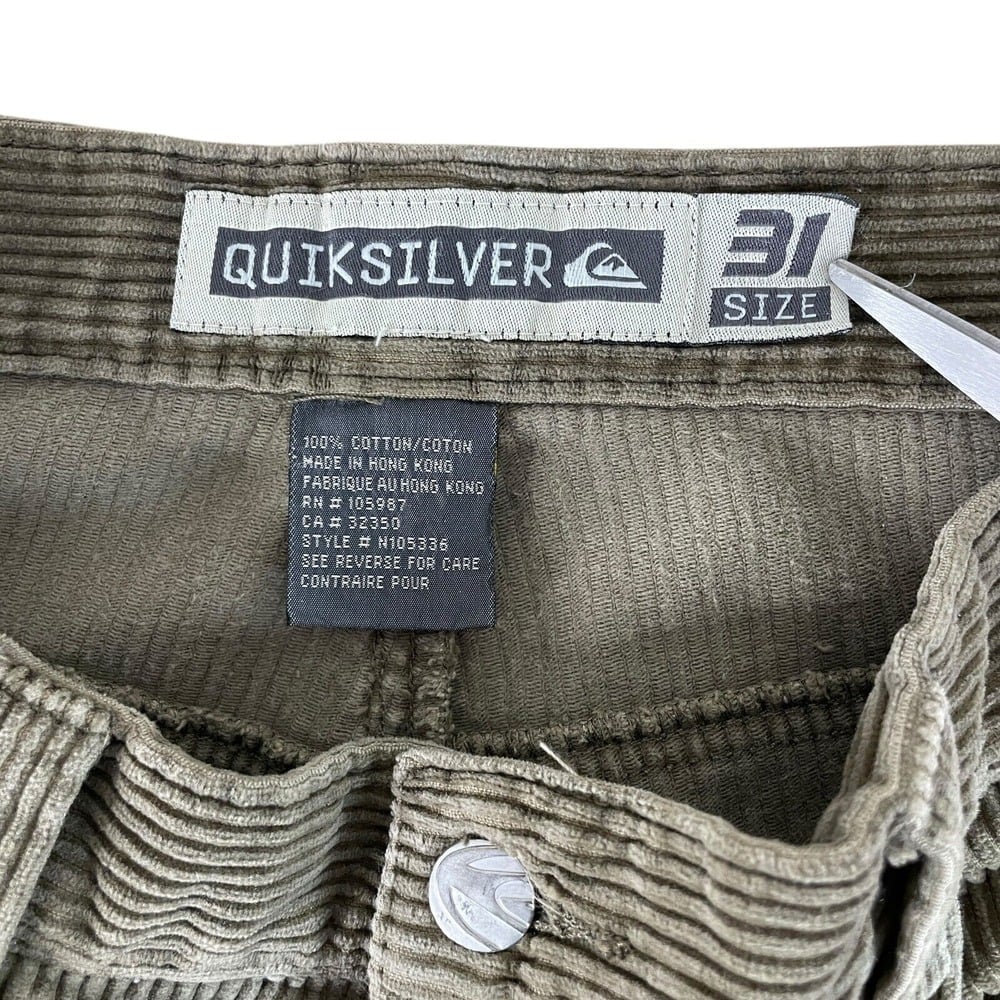 QUIKSILVER
31
SIZE
100% COTTON/COTON
MADE IN HONG KONG
FABRIQUE AU HONG KONG
RN # 105987
CA # 32350
STYLE # N105336
SEE REVERSE FOR CARE
CONTRAIRE POUR